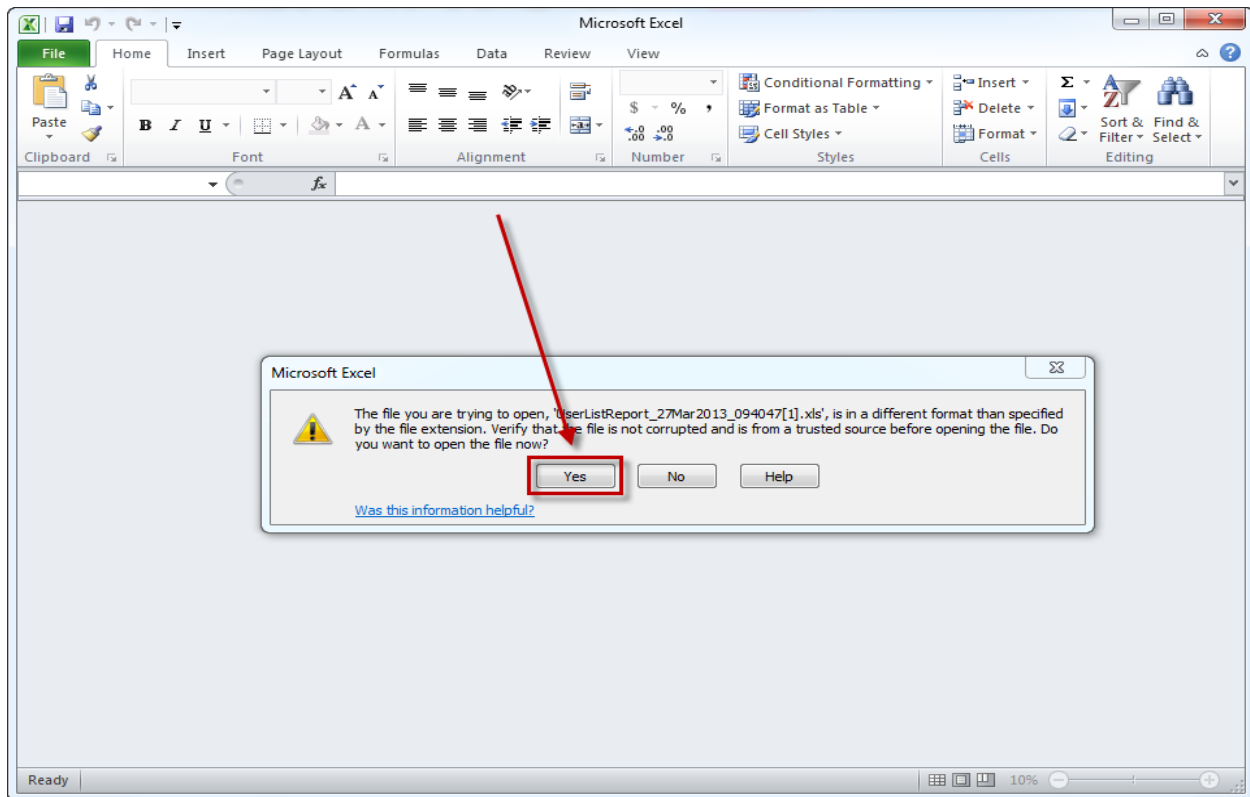 Microsoft Excel
File Home Insert Page Layout Formulas Data Review View
Paste
Clipboard
B I U A A A
Font
Alignment
$ % ,
.0 .00
.00 .0
Number
Conditional Formatting
Format as Table
Cell Styles
Styles
Insert
Delete
Format
Cells
Σ
Sort & Filter
Find & Select
Editing
fx
Microsoft Excel
The file you are trying to open, 'UserListReport_27Mar2013_094047[1].xls', is in a different format than specified
by the file extension. Verify that the file is not corrupted and is from a trusted source before opening the file. Do
you want to open the file now?
Yes No Help
Was this information helpful?
Ready 10%